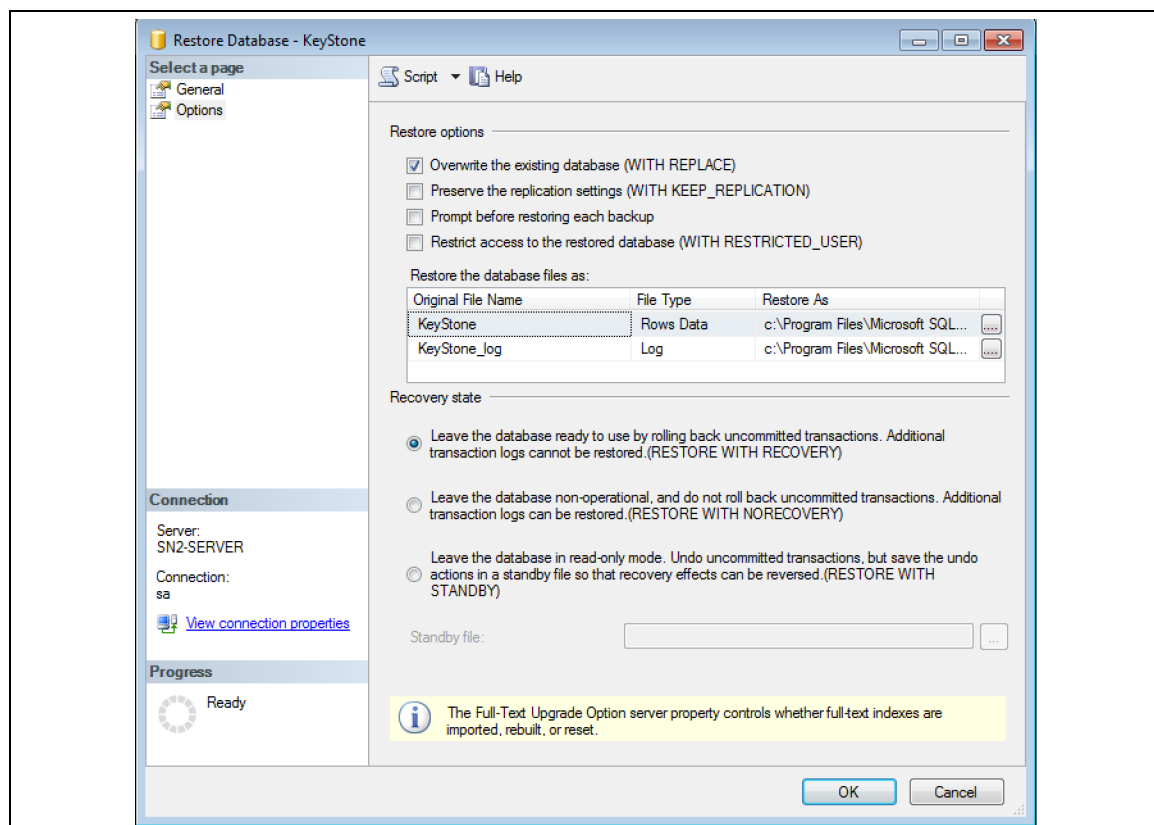 Restore Database - KeyStone
Select a page
General
Options
Script
Help
Restore options
Overwrite the existing database (WITH REPLACE)
Preserve the replication settings (WITH KEEP_REPLICATION)
Prompt before restoring each backup
Restrict access to the restored database (WITH RESTRICTED_USER)
Restore the database files as:
Original File Name File Type Restore As
KeyStone Rows Data c:\Program Files\Microsoft SQL... ....
KeyStone_log Log c:\Program Files\Microsoft SQL... ....
Recovery state
Leave the database ready to use by rolling back uncommitted transactions. Additional
transaction logs cannot be restored.(RESTORE WITH RECOVERY)
Leave the database non-operational, and do not roll back uncommitted transactions. Additional
transaction logs can be restored.(RESTORE WITH NORECOVERY)
Leave the database in read-only mode. Undo uncommitted transactions, but save the undo
actions in a standby file so that recovery effects can be reversed.(RESTORE WITH
STANDBY)
Standby file: ...
Connection
Server:
SN2-SERVER
Connection:
sa
View connection properties
Progress
Ready
The Full-Text Upgrade Option server property controls whether full-text indexes are
imported, rebuilt, or reset.
OK Cancel